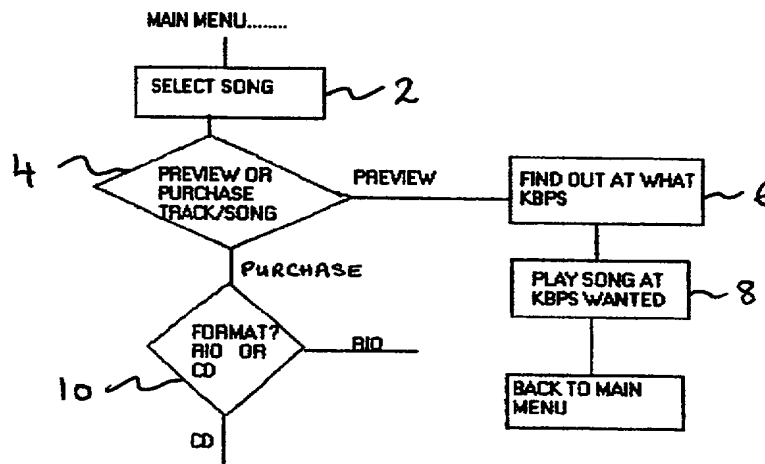 MAIN MENU........
SELECT SONG
2
4
PREVIEW OR
PURCHASE
TRACK/SONG
PREVIEW
FIND OUT AT WHAT
KBPS
6
PURCHASE
PLAY SONG AT
KBPS WANTED
8
FORMAT?
RIO OR
CD
RIO
10
BACK TO MAIN
MENU
CD